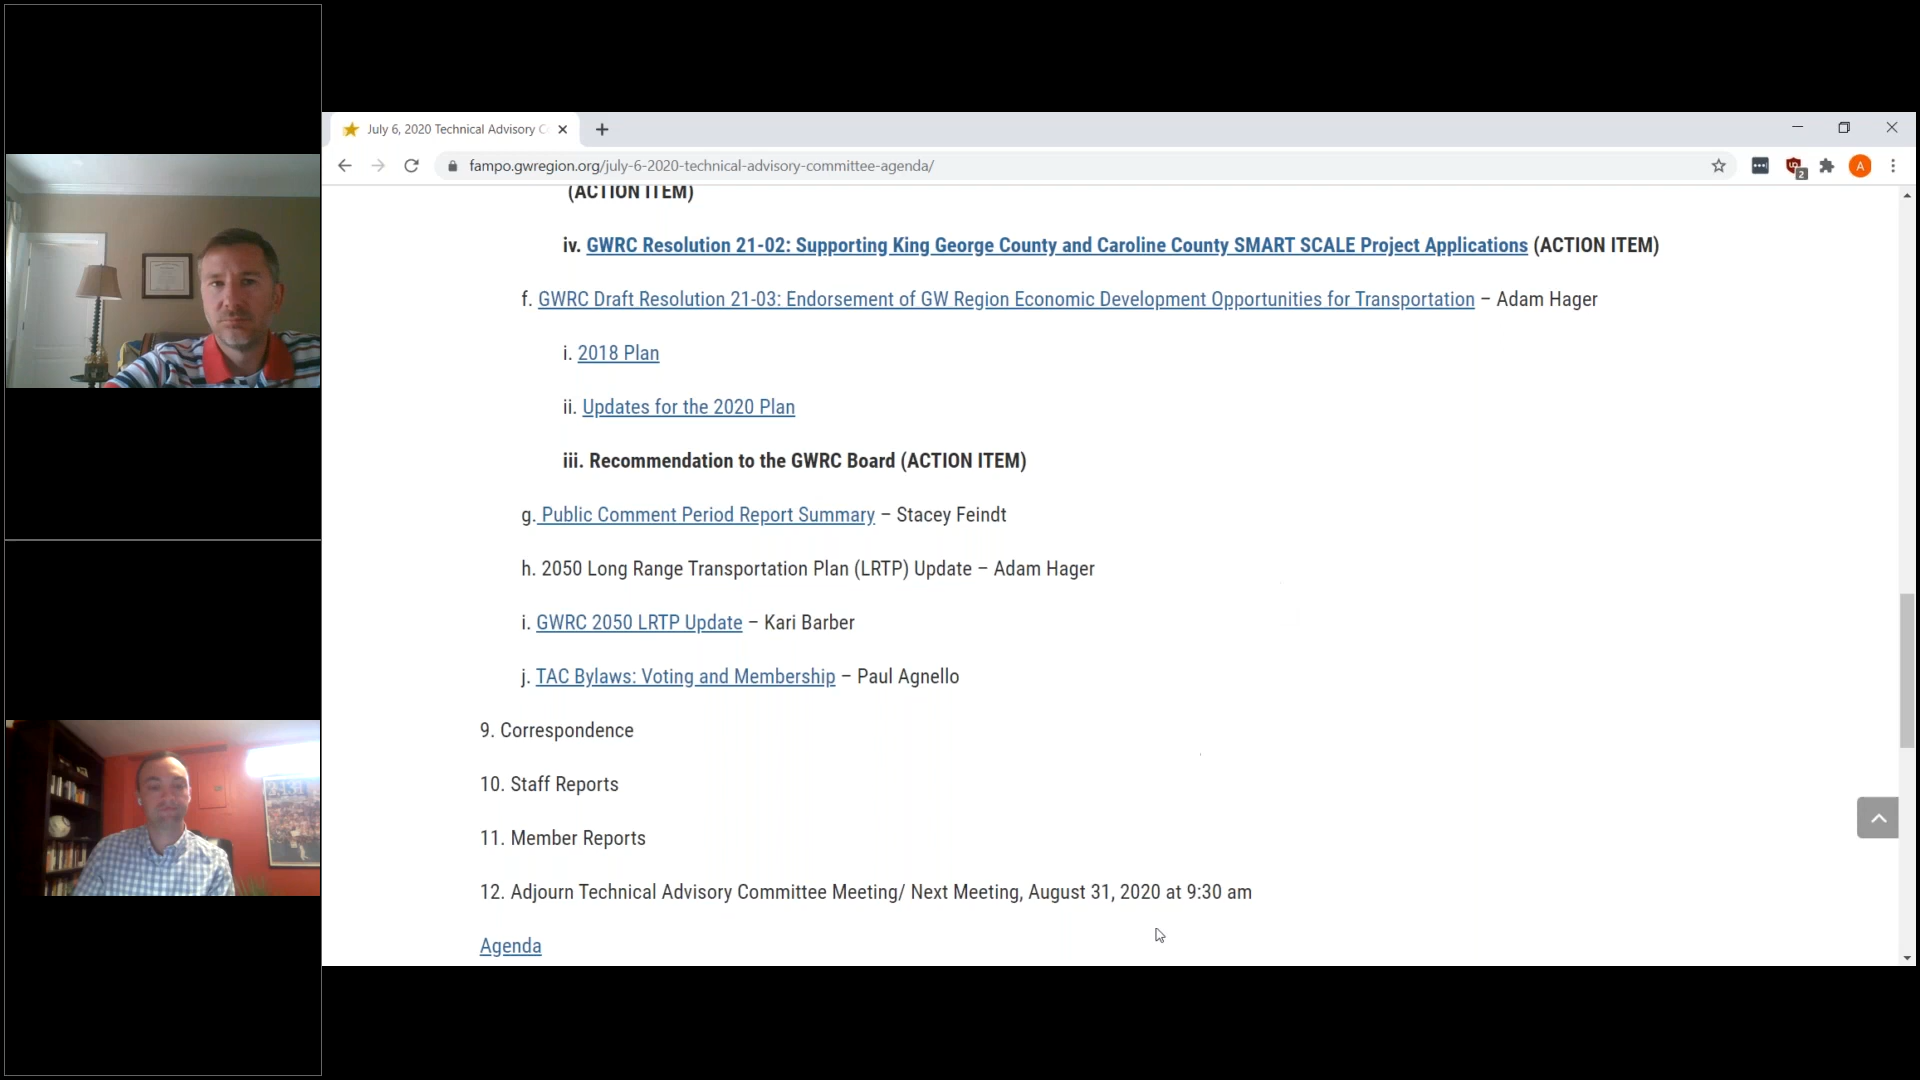 July 6, 2020 Technical Advisory C
fampo.gwregion.org/july-6-2020-technical-advisory-committee-agenda/
2
A
(ACTION ITEM)
iv. GWRC Resolution 21-02: Supporting King George County and Caroline County SMART SCALE Project Applications (ACTION ITEM)
f. GWRC Draft Resolution 21-03: Endorsement of GW Region Economic Development Opportunities for Transportation – Adam Hager
i. 2018 Plan
ii. Updates for the 2020 Plan
iii. Recommendation to the GWRC Board (ACTION ITEM)
g. Public Comment Period Report Summary – Stacey Feindt
h. 2050 Long Range Transportation Plan (LRTP) Update – Adam Hager
i. GWRC 2050 LRTP Update – Kari Barber
j. TAC Bylaws: Voting and Membership – Paul Agnello
9. Correspondence
10. Staff Reports
11. Member Reports
12. Adjourn Technical Advisory Committee Meeting/ Next Meeting, August 31, 2020 at 9:30 am
Agenda